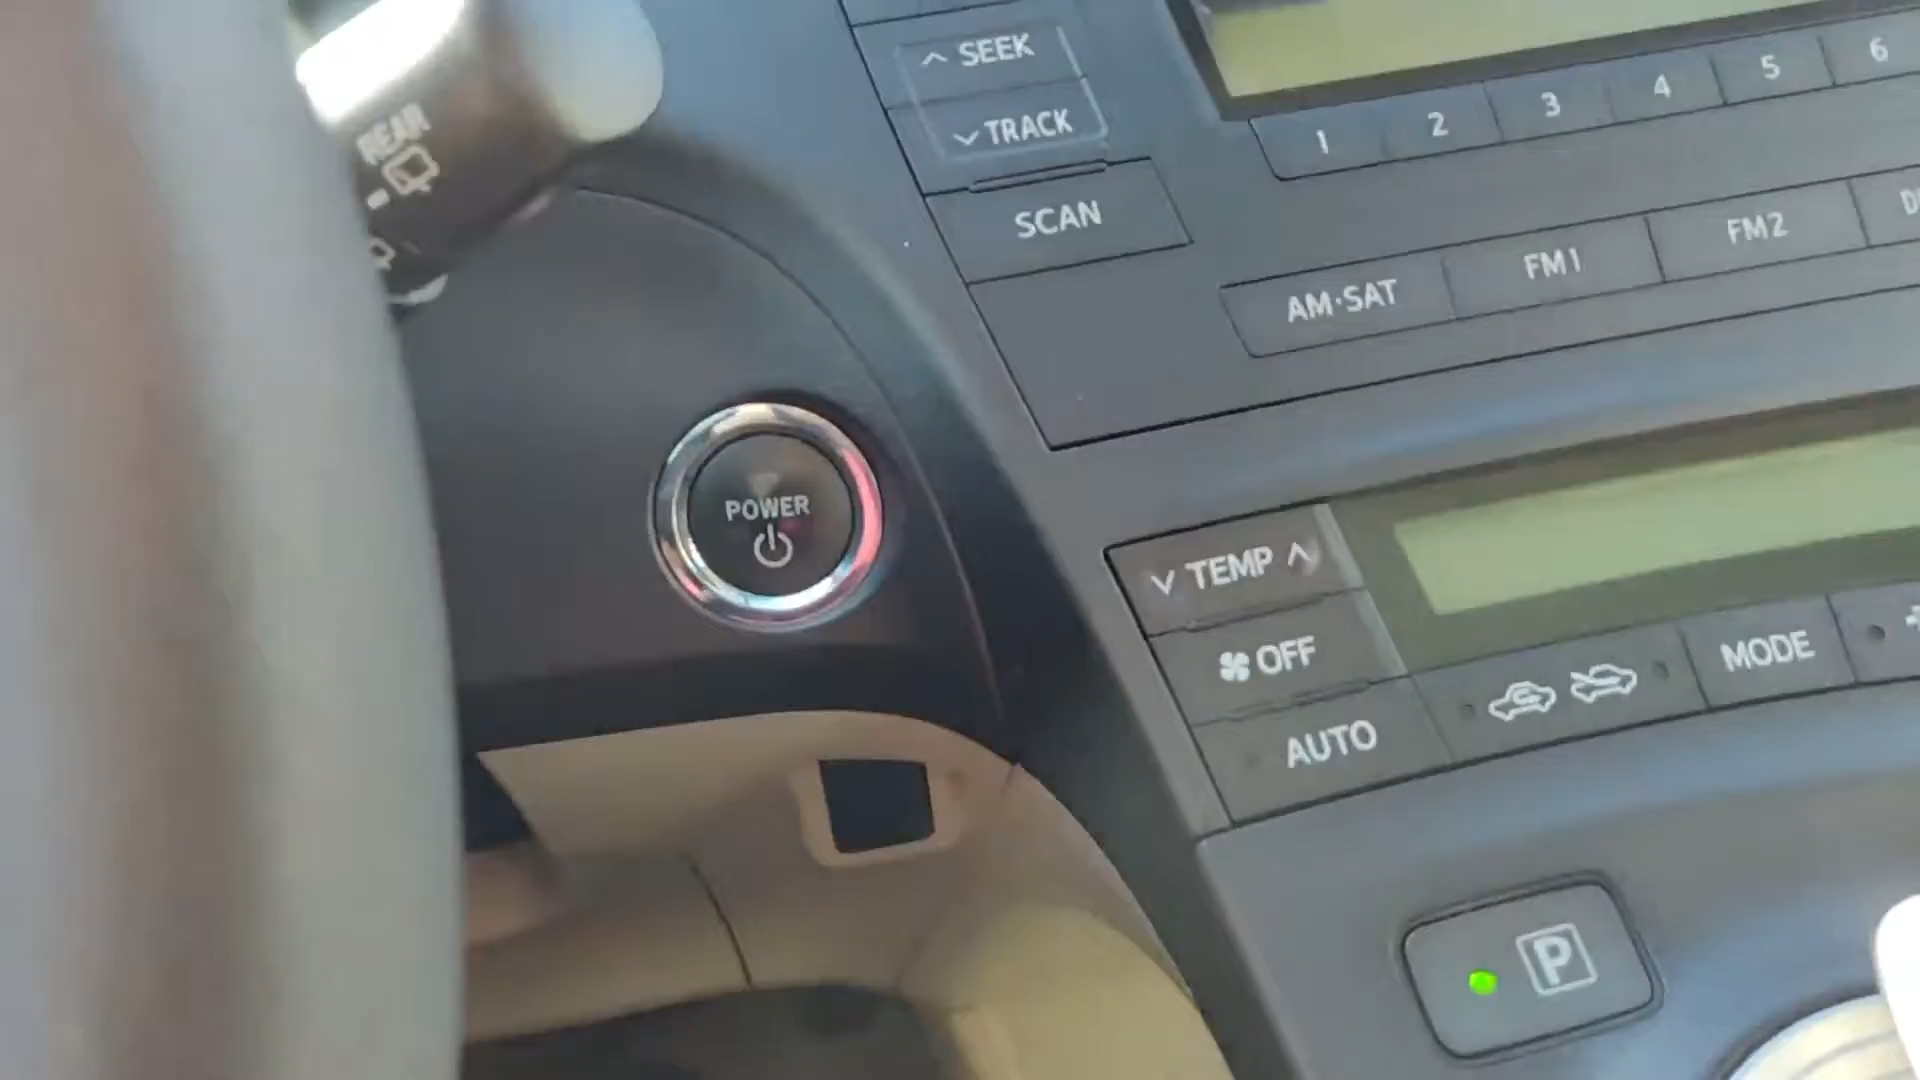 SEEK
TRACK
SCAN
1 2 3 4 5 6
AM·SAT FM1 FM2
REAR
POWER
TEMP
OFF
AUTO
MODE
P